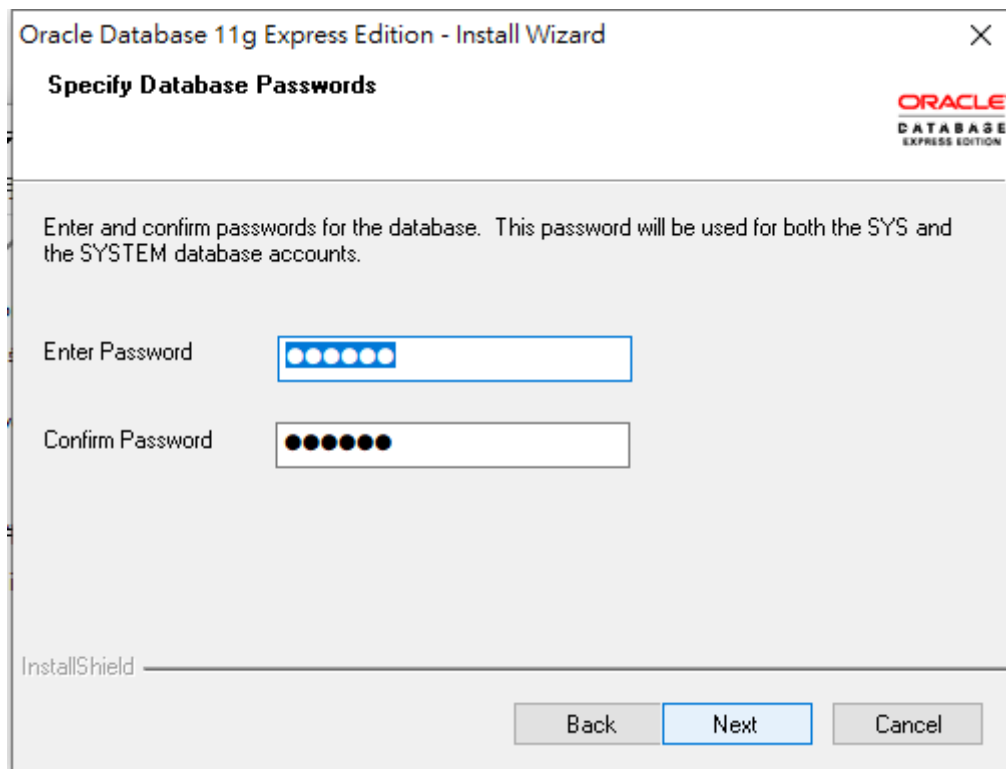 Oracle Database 11g Express Edition - Install Wizard
Specify Database Passwords
ORACLE
DATABASE
EXPRESS EDITION
Enter and confirm passwords for the database.  This password will be used for both the SYS and
the SYSTEM database accounts.
Enter Password
●●●●●●
Confirm Password
●●●●●●
InstallShield
Back
Next
Cancel